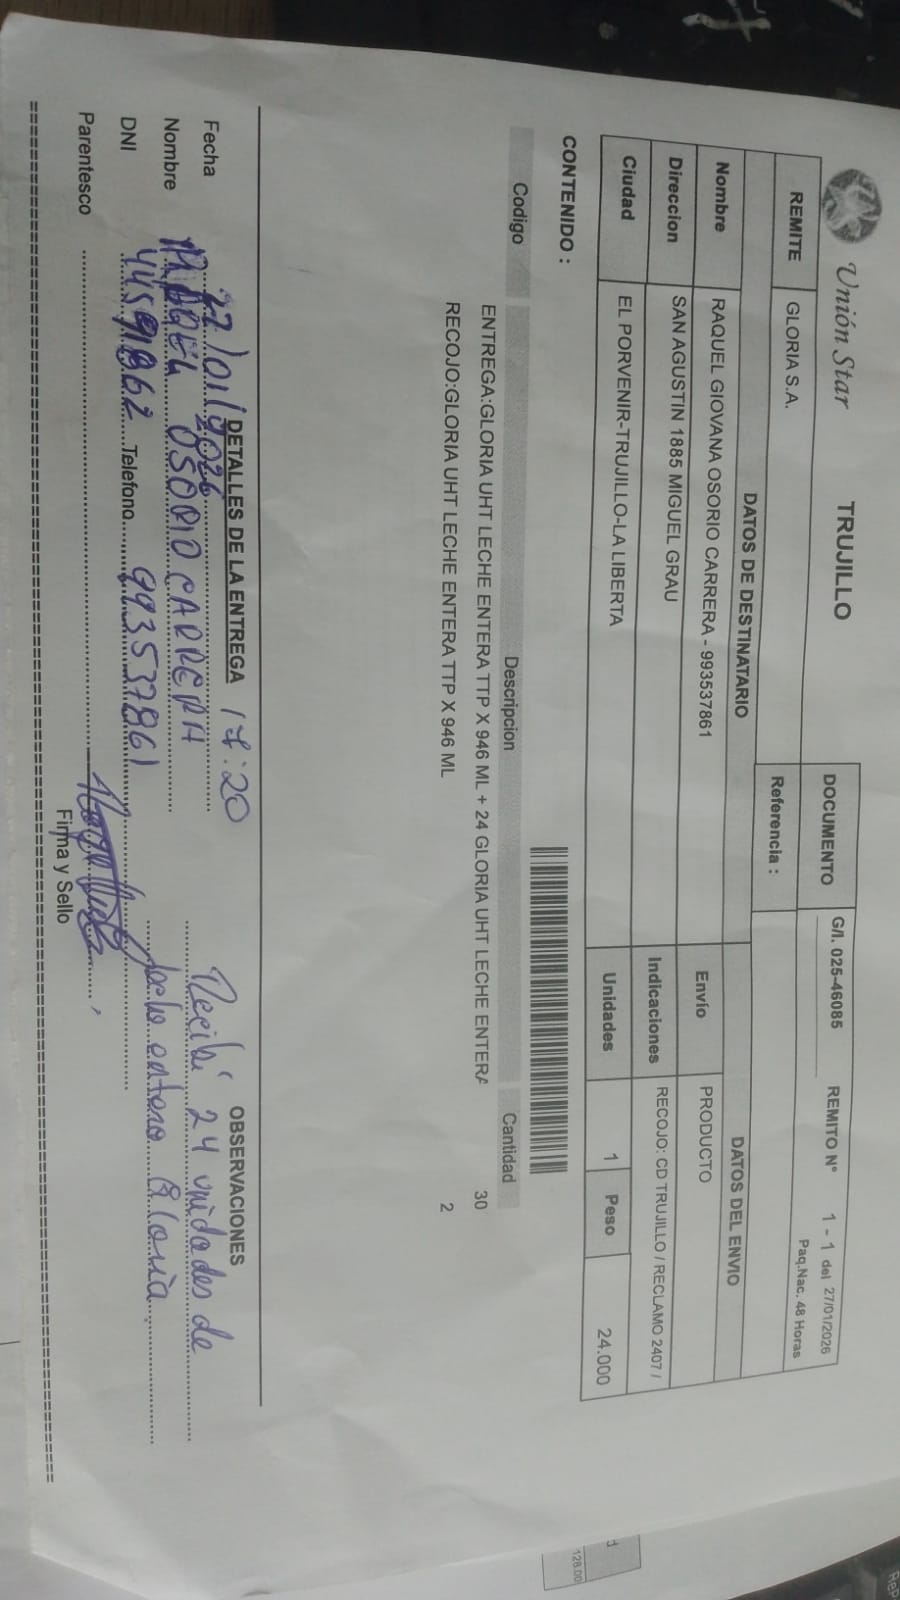 Unión Star TRUJILLO
DOCUMENTO G/I. 025-46085 REMITO N° 1 - 1 del 27/01/2026
Paq.Nac. 48 Horas
REMITE GLORIA S.A. Referencia :
DATOS DE DESTINATARIO DATOS DEL ENVIO
Nombre RAQUEL GIOVANA OSORIO CARRERA - 993537861 Envío PRODUCTO
Direccion SAN AGUSTIN 1885 MIGUEL GRAU Indicaciones RECOJO: CD TRUJILLO / RECLAMO 2407 /
Ciudad EL PORVENIR-TRUJILLO-LA LIBERTA Unidades 1 Peso 24.000
CONTENIDO :
Codigo Descripcion Cantidad
ENTREGA:GLORIA UHT LECHE ENTERA TTP X 946 ML + 24 GLORIA UHT LECHE ENTERA 30
RECOJO:GLORIA UHT LECHE ENTERA TTP X 946 ML 2
DETALLES DE LA ENTREGA 17:20 OBSERVACIONES
Fecha 27/01/2026 Recibí 24 unidades de
Nombre OSORIO CARRERA leche entera Gloria
DNI 44591862 Telefono 993537861
Parentesco
Firma y Sello
128.00